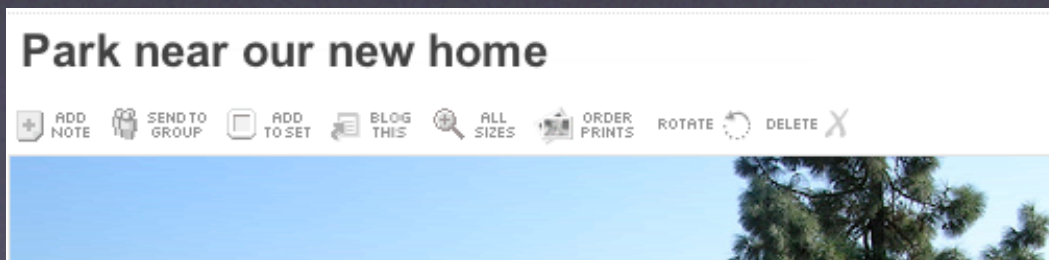 Park near our new home
ADD NOTE
SEND TO GROUP
ADD TO SET
BLOG THIS
ALL SIZES
ORDER PRINTS
ROTATE
DELETE